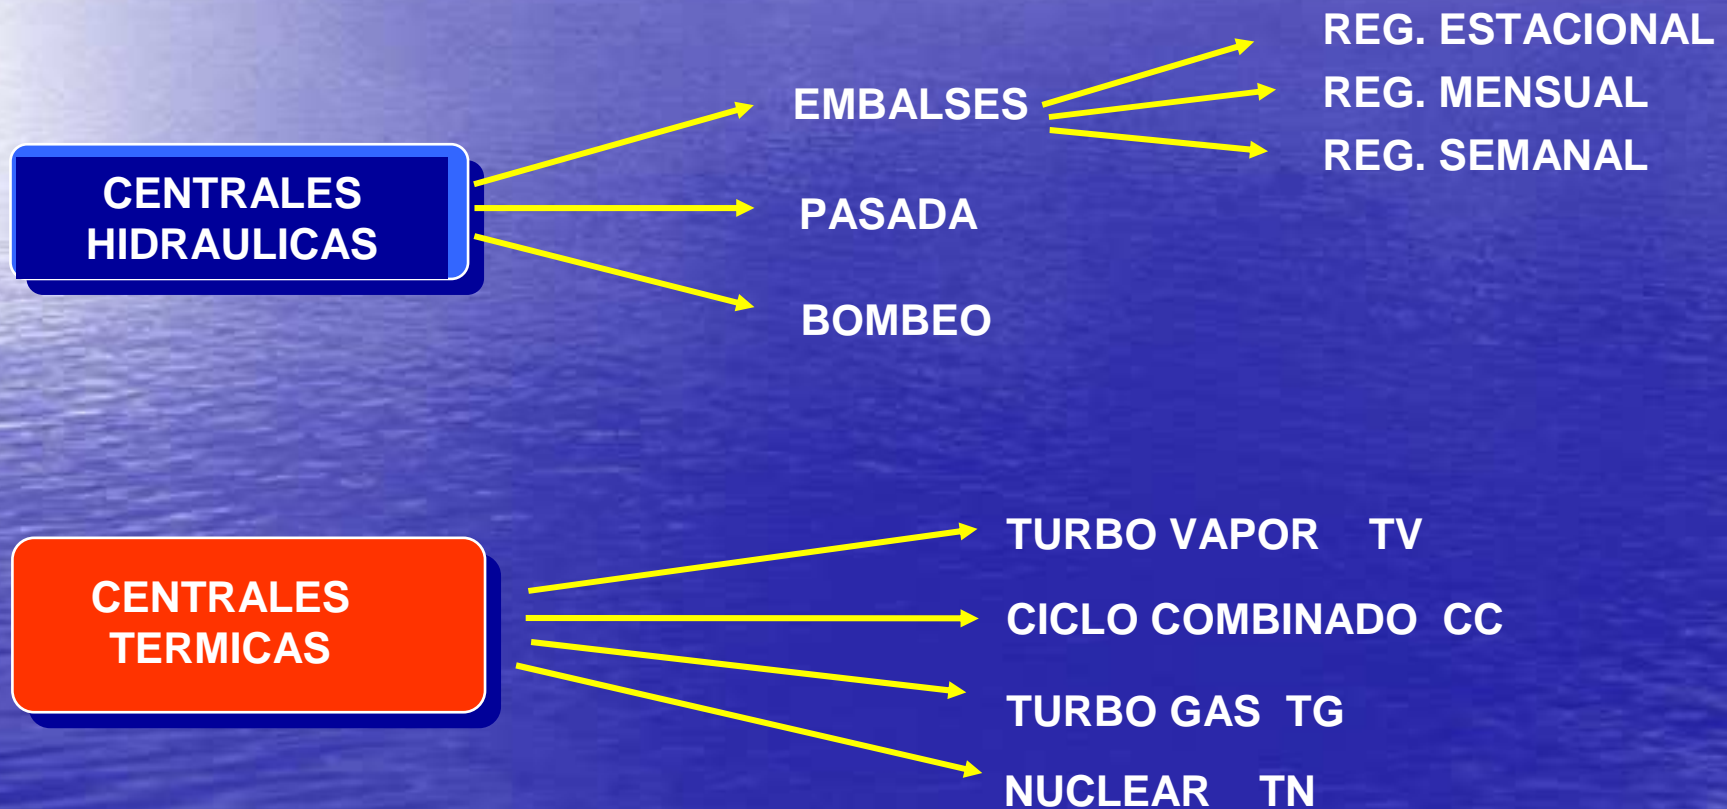 REG. ESTACIONAL
EMBALSES
REG. MENSUAL
REG. SEMANAL
CENTRALES
HIDRAULICAS
PASADA
BOMBEO
TURBO VAPOR TV
CENTRALES
TERMICAS
CICLO COMBINADO CC
TURBO GAS TG
NUCLEAR TN